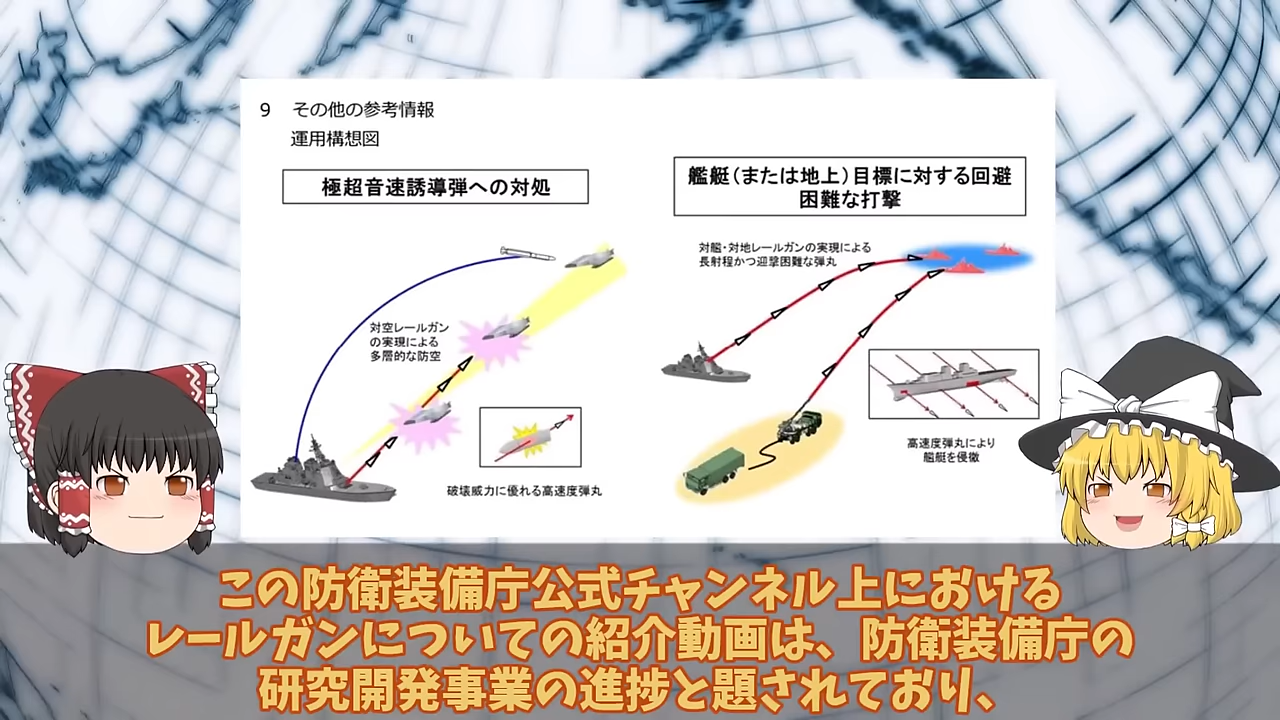 9 その他の参考情報
運用構想図
極超音速誘導弾への対処
対空レールガン
の実現による
多層的な防空
破壊威力に優れる高速度弾丸
艦艇(または地上)目標に対する回避
困難な打撃
対艦・対地レールガンの実現による
長射程かつ迎撃困難な弾丸
高速度弾丸により
艦艇を侵徹
この防衛装備庁公式チャンネル上における
レールガンについての紹介動画は、防衛装備庁の
研究開発事業の進捗と題されており、